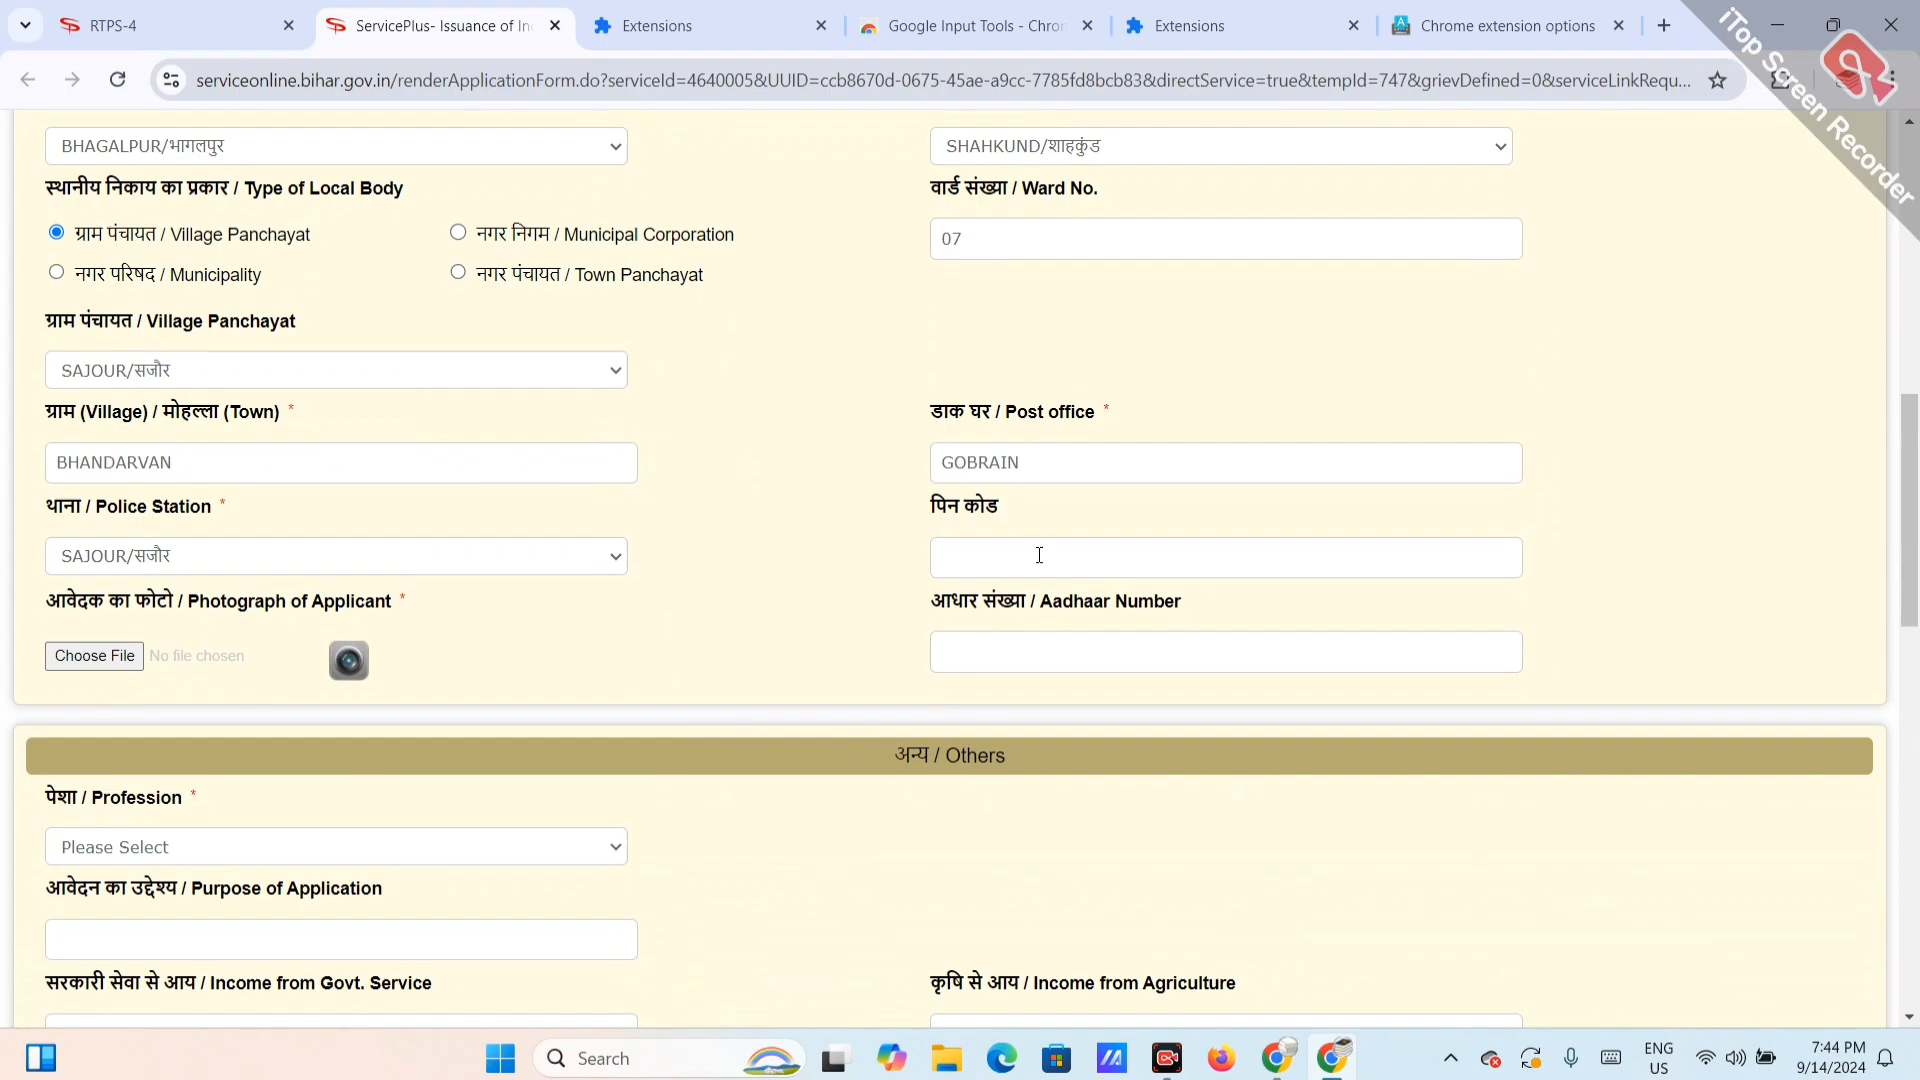 RTPS-4
ServicePlus- Issuance of In
Extensions
Google Input Tools - Chro
Extensions
Chrome extension options
serviceonline.bihar.gov.in/renderApplicationForm.do?serviceId=4640005&UUID=ccb8670d-0675-45ae-a9cc-7785fd8bcb83&directService=true&tempId=747&grievDefined=0&serviceLinkRequ...
iTop Screen Recorder
BHAGALPUR/भागलपुर
SHAHKUND/शाहकुंड
स्थानीय निकाय का प्रकार / Type of Local Body
वार्ड संख्या / Ward No.
ग्राम पंचायत / Village Panchayat
नगर निगम / Municipal Corporation
07
नगर परिषद / Municipality
नगर पंचायत / Town Panchayat
ग्राम पंचायत / Village Panchayat
SAJOUR/सजौर
ग्राम (Village) / मोहल्ला (Town) *
डाक घर / Post office *
BHANDARVAN
GOBRAIN
थाना / Police Station *
पिन कोड
SAJOUR/सजौर
आवेदक का फोटो / Photograph of Applicant *
आधार संख्या / Aadhaar Number
Choose File No file chosen
अन्य / Others
पेशा / Profession *
Please Select
आवेदन का उद्देश्य / Purpose of Application
सरकारी सेवा से आय / Income from Govt. Service
कृषि से आय / Income from Agriculture
Search
ENG
US
7:44 PM
9/14/2024